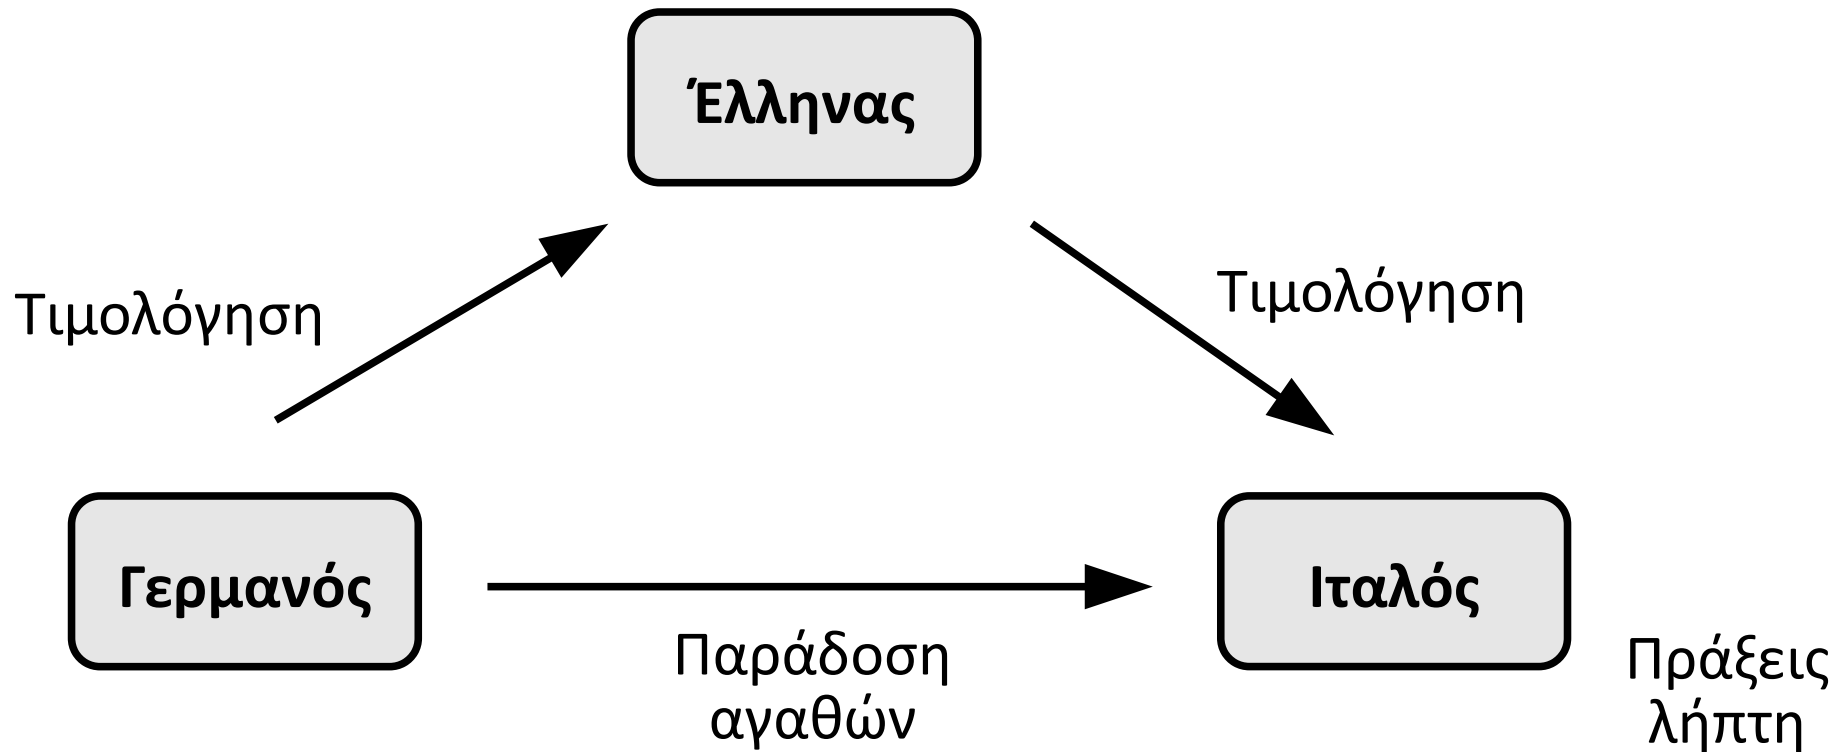 Έλληνας
Τιμολόγηση
Τιμολόγηση
Γερμανός
Ιταλός
Παράδοση
αγαθών
Πράξεις
λήπτη